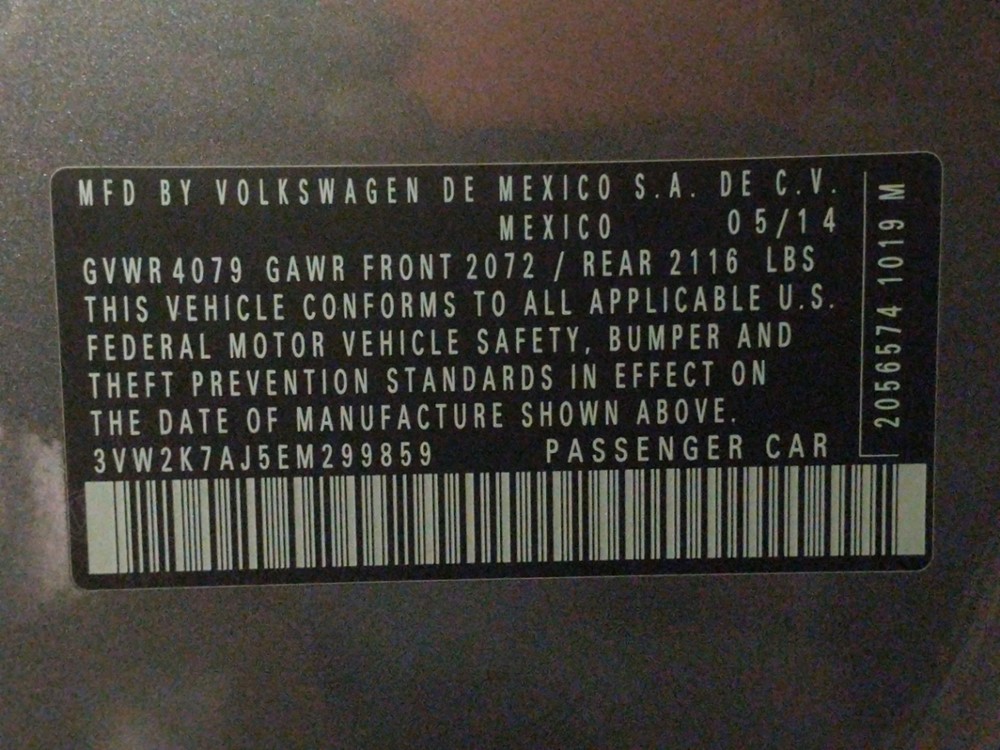 MFD BY VOLKSWAGEN DE MEXICO S.A. DE C.V.
MEXICO 05/14
GVWR 4079 GAWR FRONT 2072 / REAR 2116 LBS
THIS VEHICLE CONFORMS TO ALL APPLICABLE U.S.
FEDERAL MOTOR VEHICLE SAFETY, BUMPER AND
THEFT PREVENTION STANDARDS IN EFFECT ON
THE DATE OF MANUFACTURE SHOWN ABOVE.
3VW2K7AJ5EM299859 PASSENGER CAR
2056574 1019 M